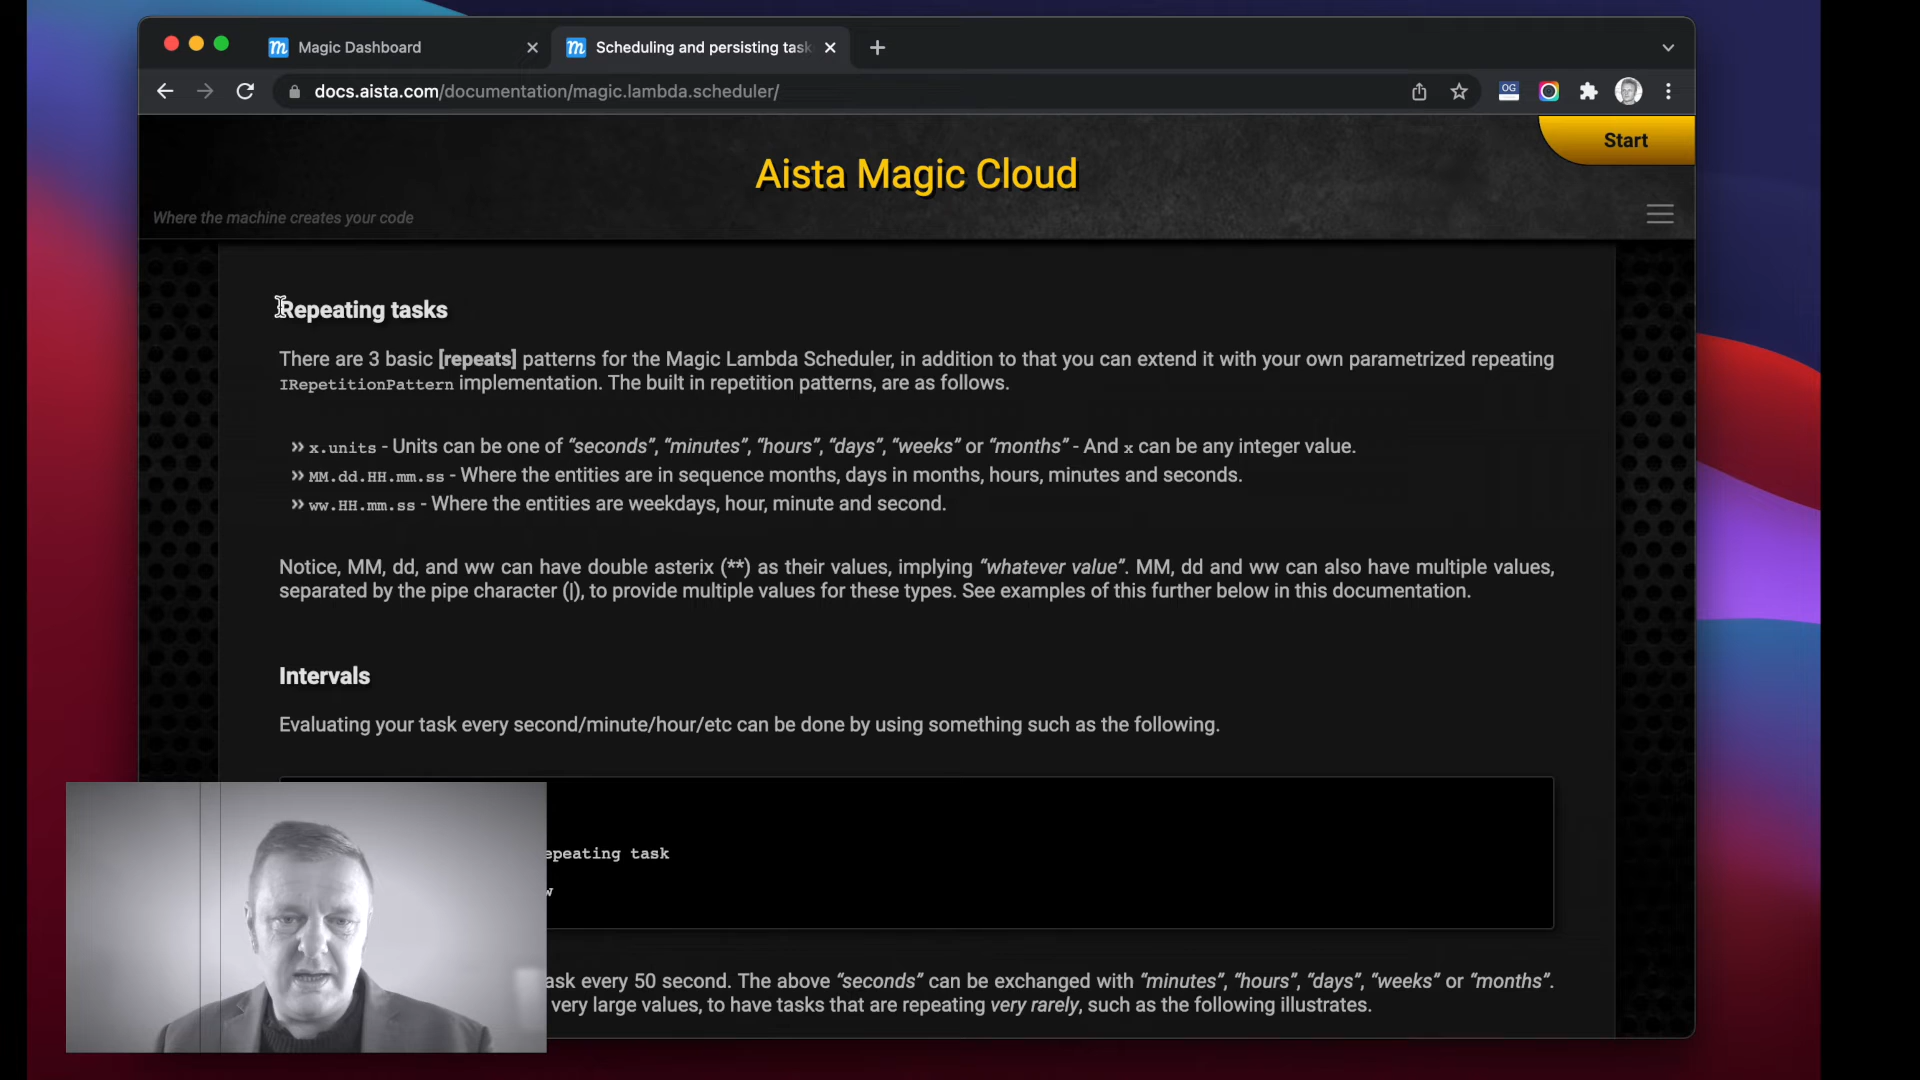 Magic Dashboard
Scheduling and persisting task
docs.aista.com/documentation/magic.lambda.scheduler/
OG
Start
Aista Magic Cloud
Where the machine creates your code
Repeating tasks
There are 3 basic [repeats] patterns for the Magic Lambda Scheduler, in addition to that you can extend it with your own parametrized repeating
IRepetitionPattern implementation. The built in repetition patterns, are as follows.
» x.units - Units can be one of “seconds”, “minutes”, “hours”, “days”, “weeks” or “months” - And x can be any integer value.
» MM.dd.HH.mm.ss - Where the entities are in sequence months, days in months, hours, minutes and seconds.
» ww.HH.mm.ss - Where the entities are weekdays, hour, minute and second.
Notice, MM, dd, and ww can have double asterix (**) as their values, implying “whatever value”. MM, dd and ww can also have multiple values,
separated by the pipe character (|), to provide multiple values for these types. See examples of this further below in this documentation.
Intervals
Evaluating your task every second/minute/hour/etc can be done by using something such as the following.
epeating task
w
ask every 50 second. The above “seconds” can be exchanged with “minutes”, “hours”, “days”, “weeks” or “months”.
very large values, to have tasks that are repeating very rarely, such as the following illustrates.